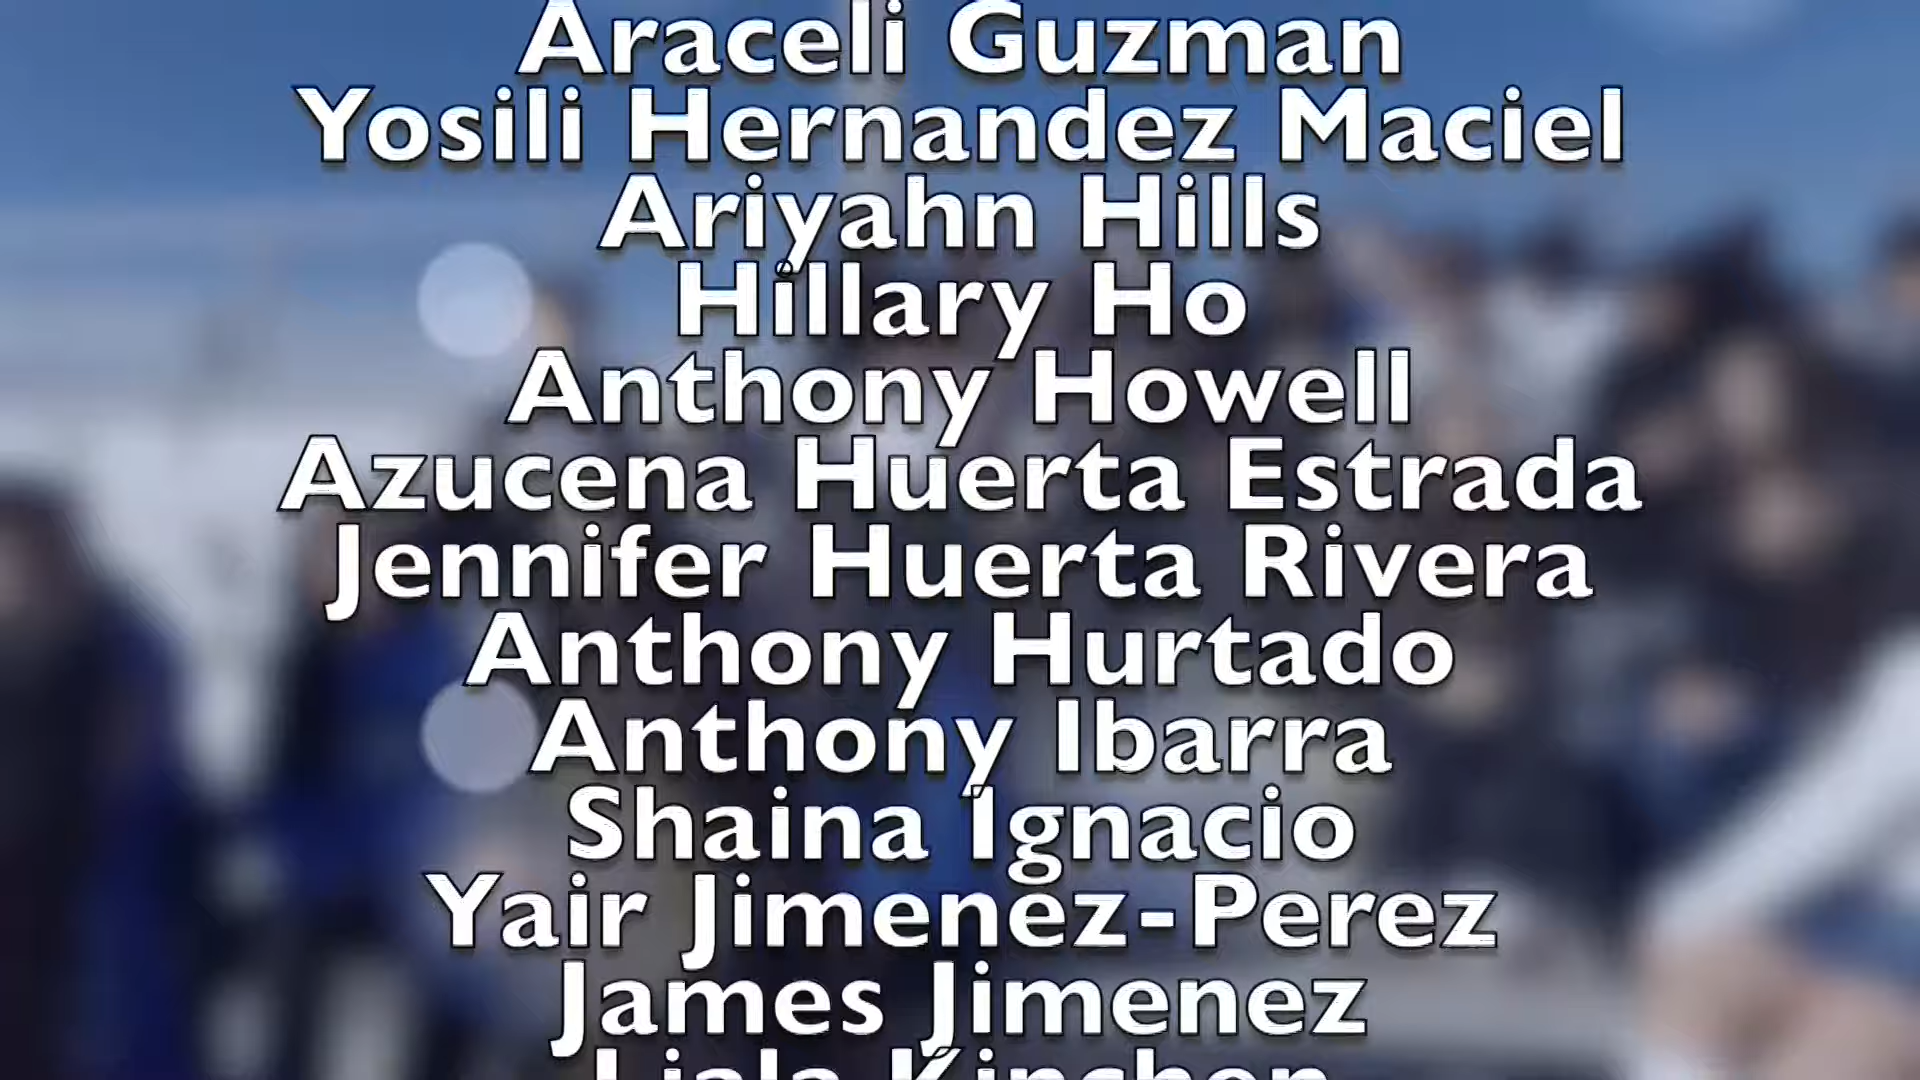 Araceli Guzman
Yosili Hernandez Maciel
Ariyahn Hills
Hillary Ho
Anthony Howell
Azucena Huerta Estrada
Jennifer Huerta Rivera
Anthony Hurtado
Anthony Ibarra
Shaina Ignacio
Yair Jimenez-Perez
James Jimenez